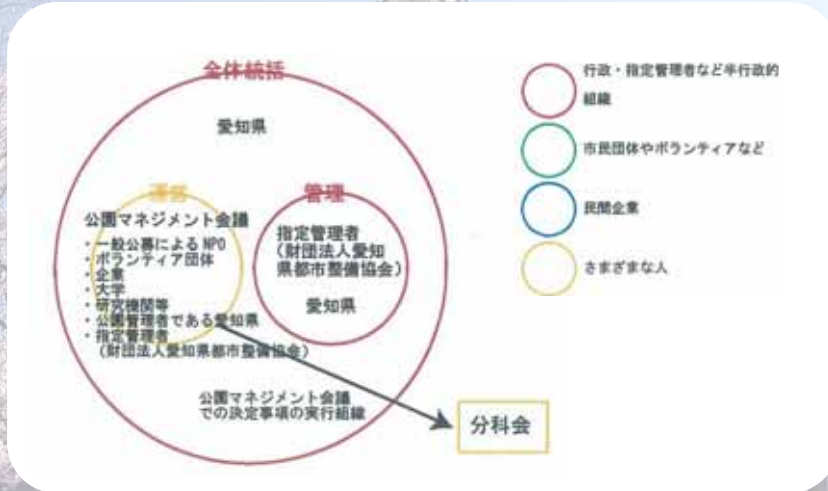 全体統括
愛知県
運営
公園マネジメント会議
・一般公募によるNPO
・ボランティア団体
・企業
・大学
・研究機関等
・公園管理者である愛知県
・指定管理者
(財団法人愛知県都市整備協会)
管理
指定管理者
(財団法人愛知
県都市整備協会)
愛知県
公園マネジメント会議
での決定事項の実行組織
分科会
行政・指定管理者など半行政的
組織
市民団体やボランティアなど
民間企業
さまざまな人